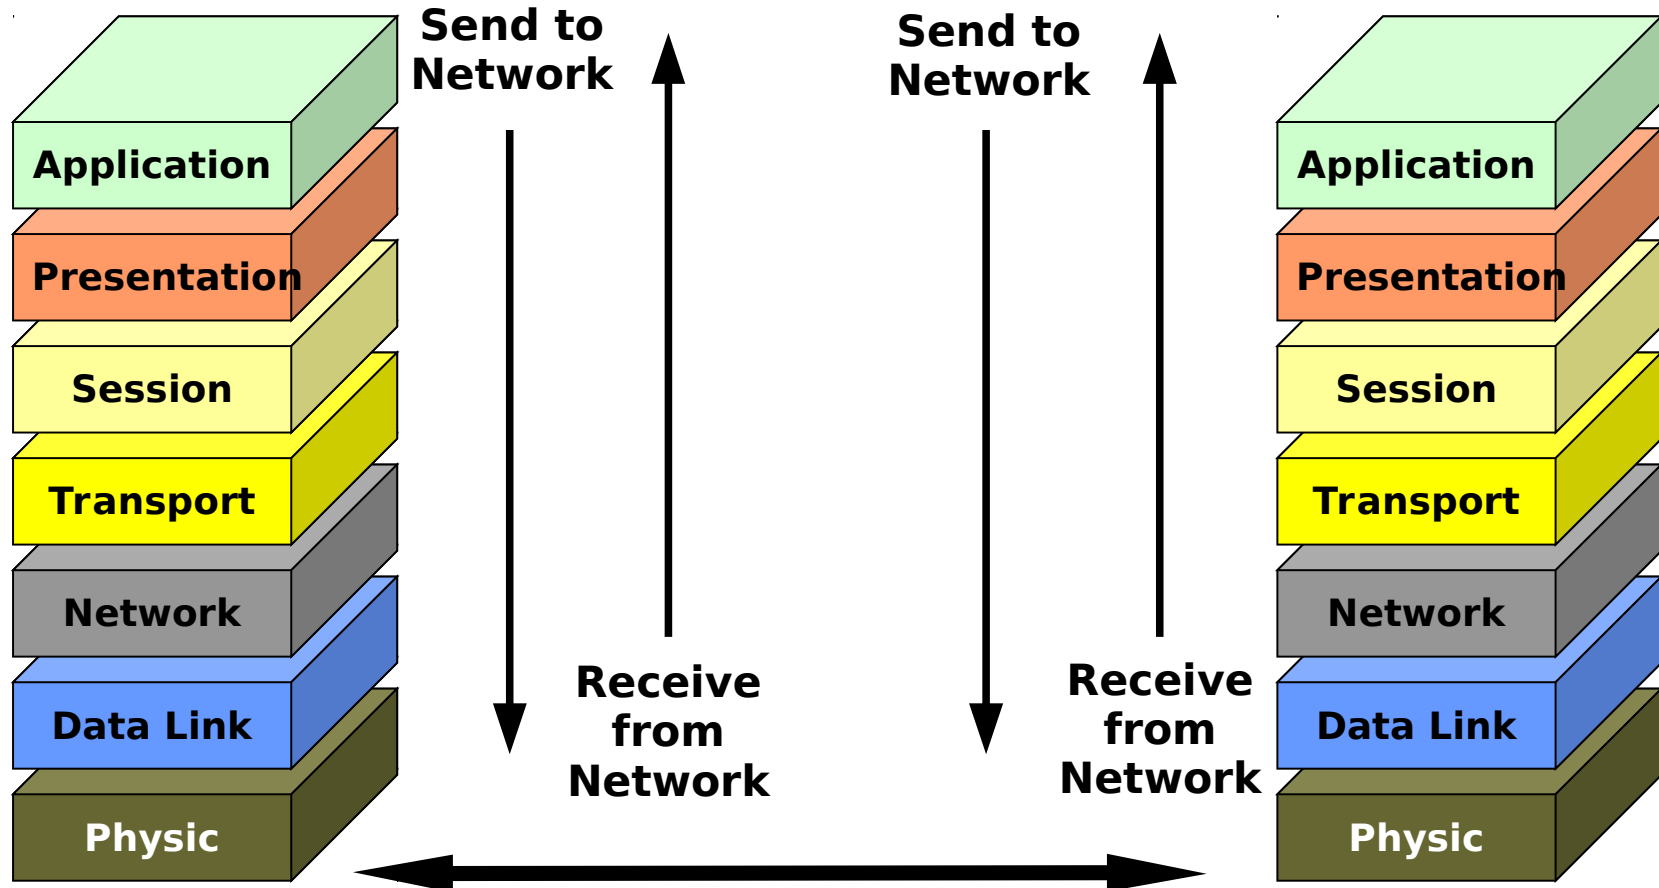 Send to
Network
Send to
Network
Application
Presentation
Session
Transport
Network
Data Link
Physic
Receive
from
Network
Receive
from
Network
Application
Presentation
Session
Transport
Network
Data Link
Physic